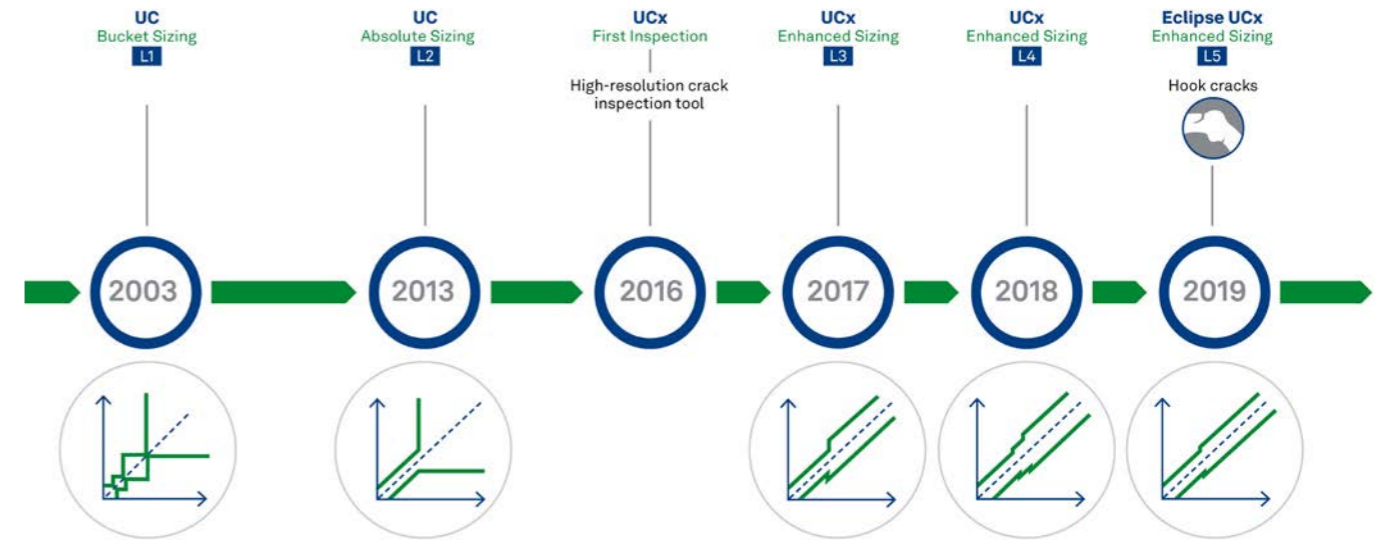 UC
Bucket Sizing
L1
UC
Absolute Sizing
L2
UCx
First Inspection
High-resolution crack
inspection tool
UCx
Enhanced Sizing
L3
UCx
Enhanced Sizing
L4
Eclipse UCx
Enhanced Sizing
L5
Hook cracks
2003
2013
2016
2017
2018
2019